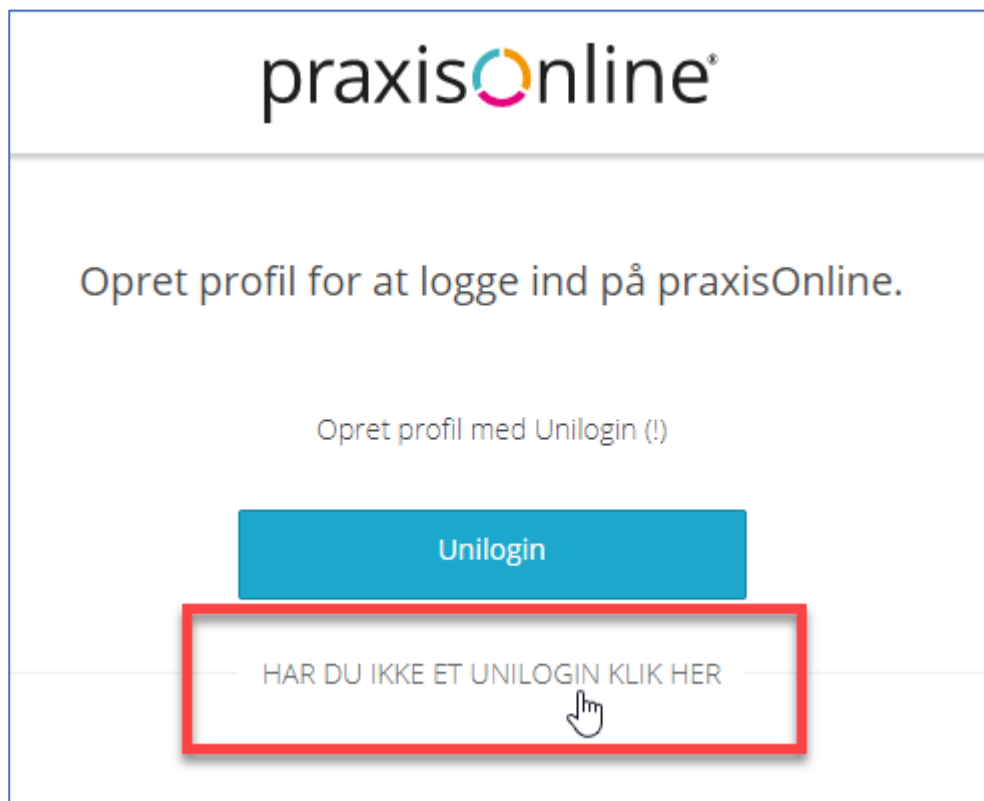 praxisOnline®
Opret profil for at logge ind på praxisOnline.
Opret profil med Unilogin (!)
Unilogin
HAR DU IKKE ET UNILOGIN KLIK HER